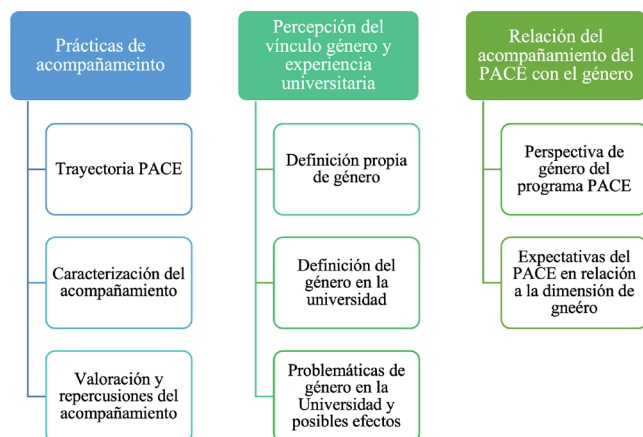 Prácticas de
acompañameinto
Trayectoria PACE
Caracterización del
acompañamiento
Valoración y
repercusiones del
acompañamiento
Percepción del
vínculo género y
experiencia
universitaria
Definición propia
de género
Definición del
género en la
universidad
Problemáticas de
género en la
Universidad y
posibles efectos
Relación del
acompañamiento del
PACE con el género
Perspectiva de
género del
programa PACE
Expectativas del
PACE en relación
a la dimensión de
gneéro